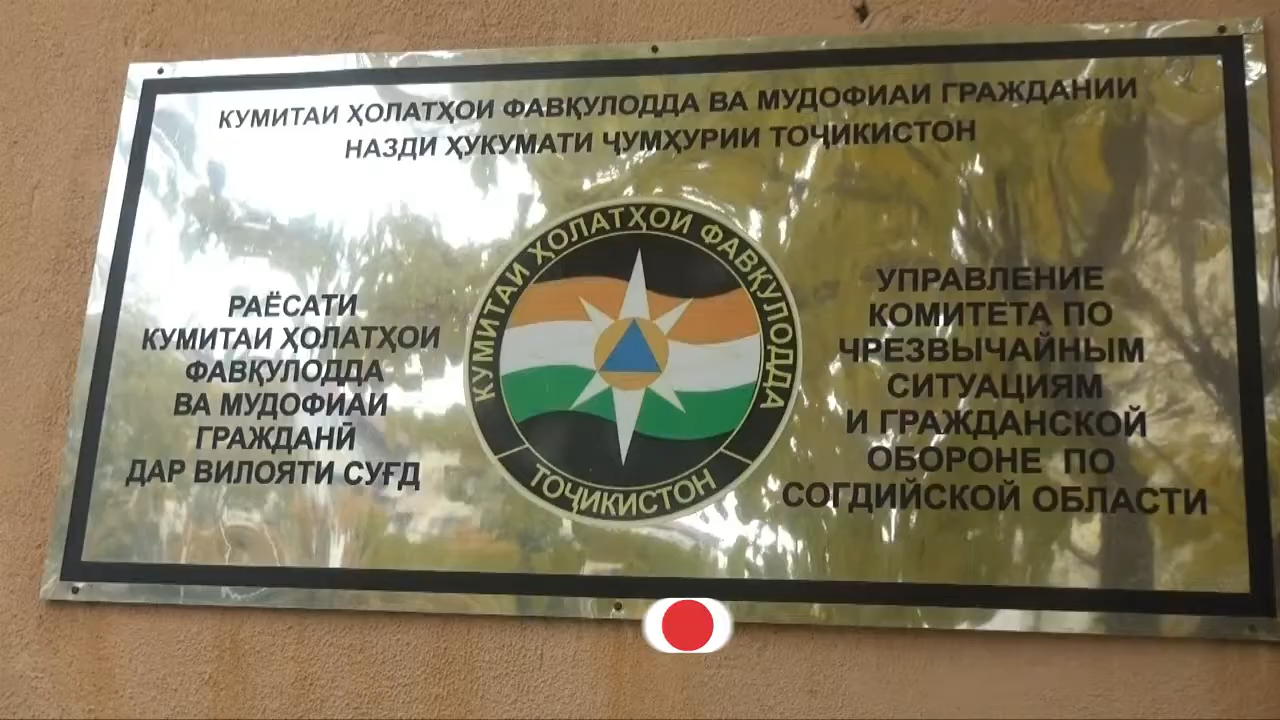 КУМИТАИ ҲОЛАТҲОИ ФАВҚУЛОДДА ВА МУДОФИАИ ГРАЖДАНИИ
НАЗДИ ҲУКУМАТИ ҶУМҲУРИИ ТОҶИКИСТОН
РАЁСАТИ
КУМИТАИ ҲОЛАТҲОИ
ФАВҚУЛОДДА
ВА МУДОФИАИ
ГРАЖДАНӢ
ДАР ВИЛОЯТИ СУҒД
КУМИТАИ ҲОЛАТҲОИ ФАВҚУЛОДДА
ТОҶИКИСТОН
УПРАВЛЕНИЕ
КОМИТЕТА ПО
ЧРЕЗВЫЧАЙНЫМ
СИТУАЦИЯМ
И ГРАЖДАНСКОЙ
ОБОРОНЕ ПО
СОГДИЙСКОЙ ОБЛАСТИ